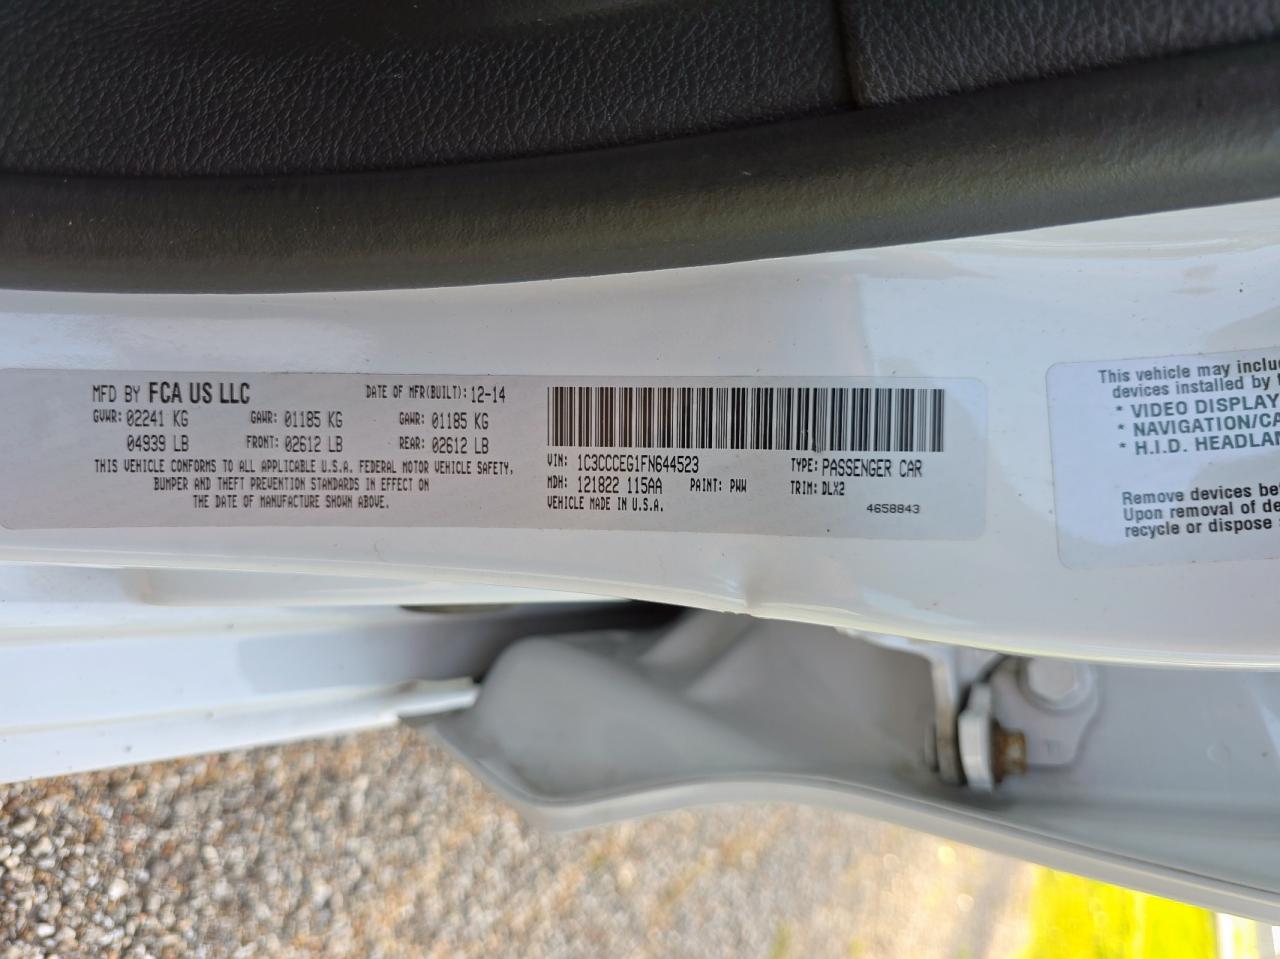 MFD BY FCA US LLC DATE OF MFR(BUILT): 12-14
GVWR: 02241 KG GAWR: 01185 KG GAWR: 01185 KG
04939 LB FRONT: 02612 LB REAR: 02612 LB
THIS VEHICLE CONFORMS TO ALL APPLICABLE U.S.A. FEDERAL MOTOR VEHICLE SAFETY,
BUMPER AND THEFT PREVENTION STANDARDS IN EFFECT ON
THE DATE OF MANUFACTURE SHOWN ABOVE.
VIN: 1C3CCCEG1FN644523 TYPE: PASSENGER CAR
MDH: 121822 115AA PAINT: PWW TRIM: DLX2
VEHICLE MADE IN U.S.A. 4658843
This vehicle may inclu
devices installed by
* VIDEO DISPLAY
* NAVIGATION/CA
* H.I.D. HEADLA
Remove devices be
Upon removal of de
recycle or dispose